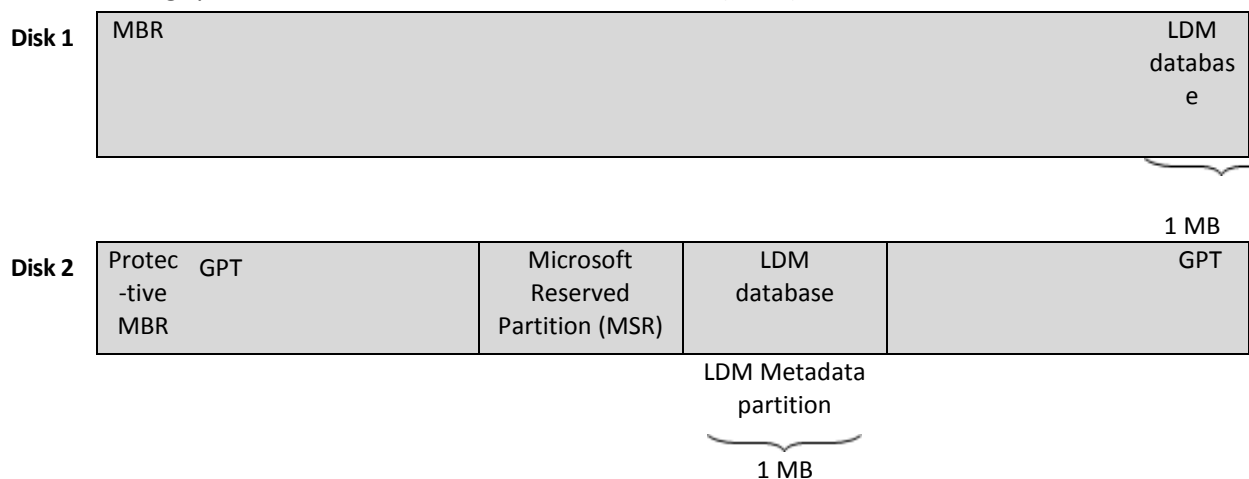 Disk 1
MBR
LDM
databas
e
1 MB
Disk 2
Protec
-tive
MBR
GPT
Microsoft
Reserved
Partition (MSR)
LDM
database
GPT
LDM Metadata
partition
1 MB